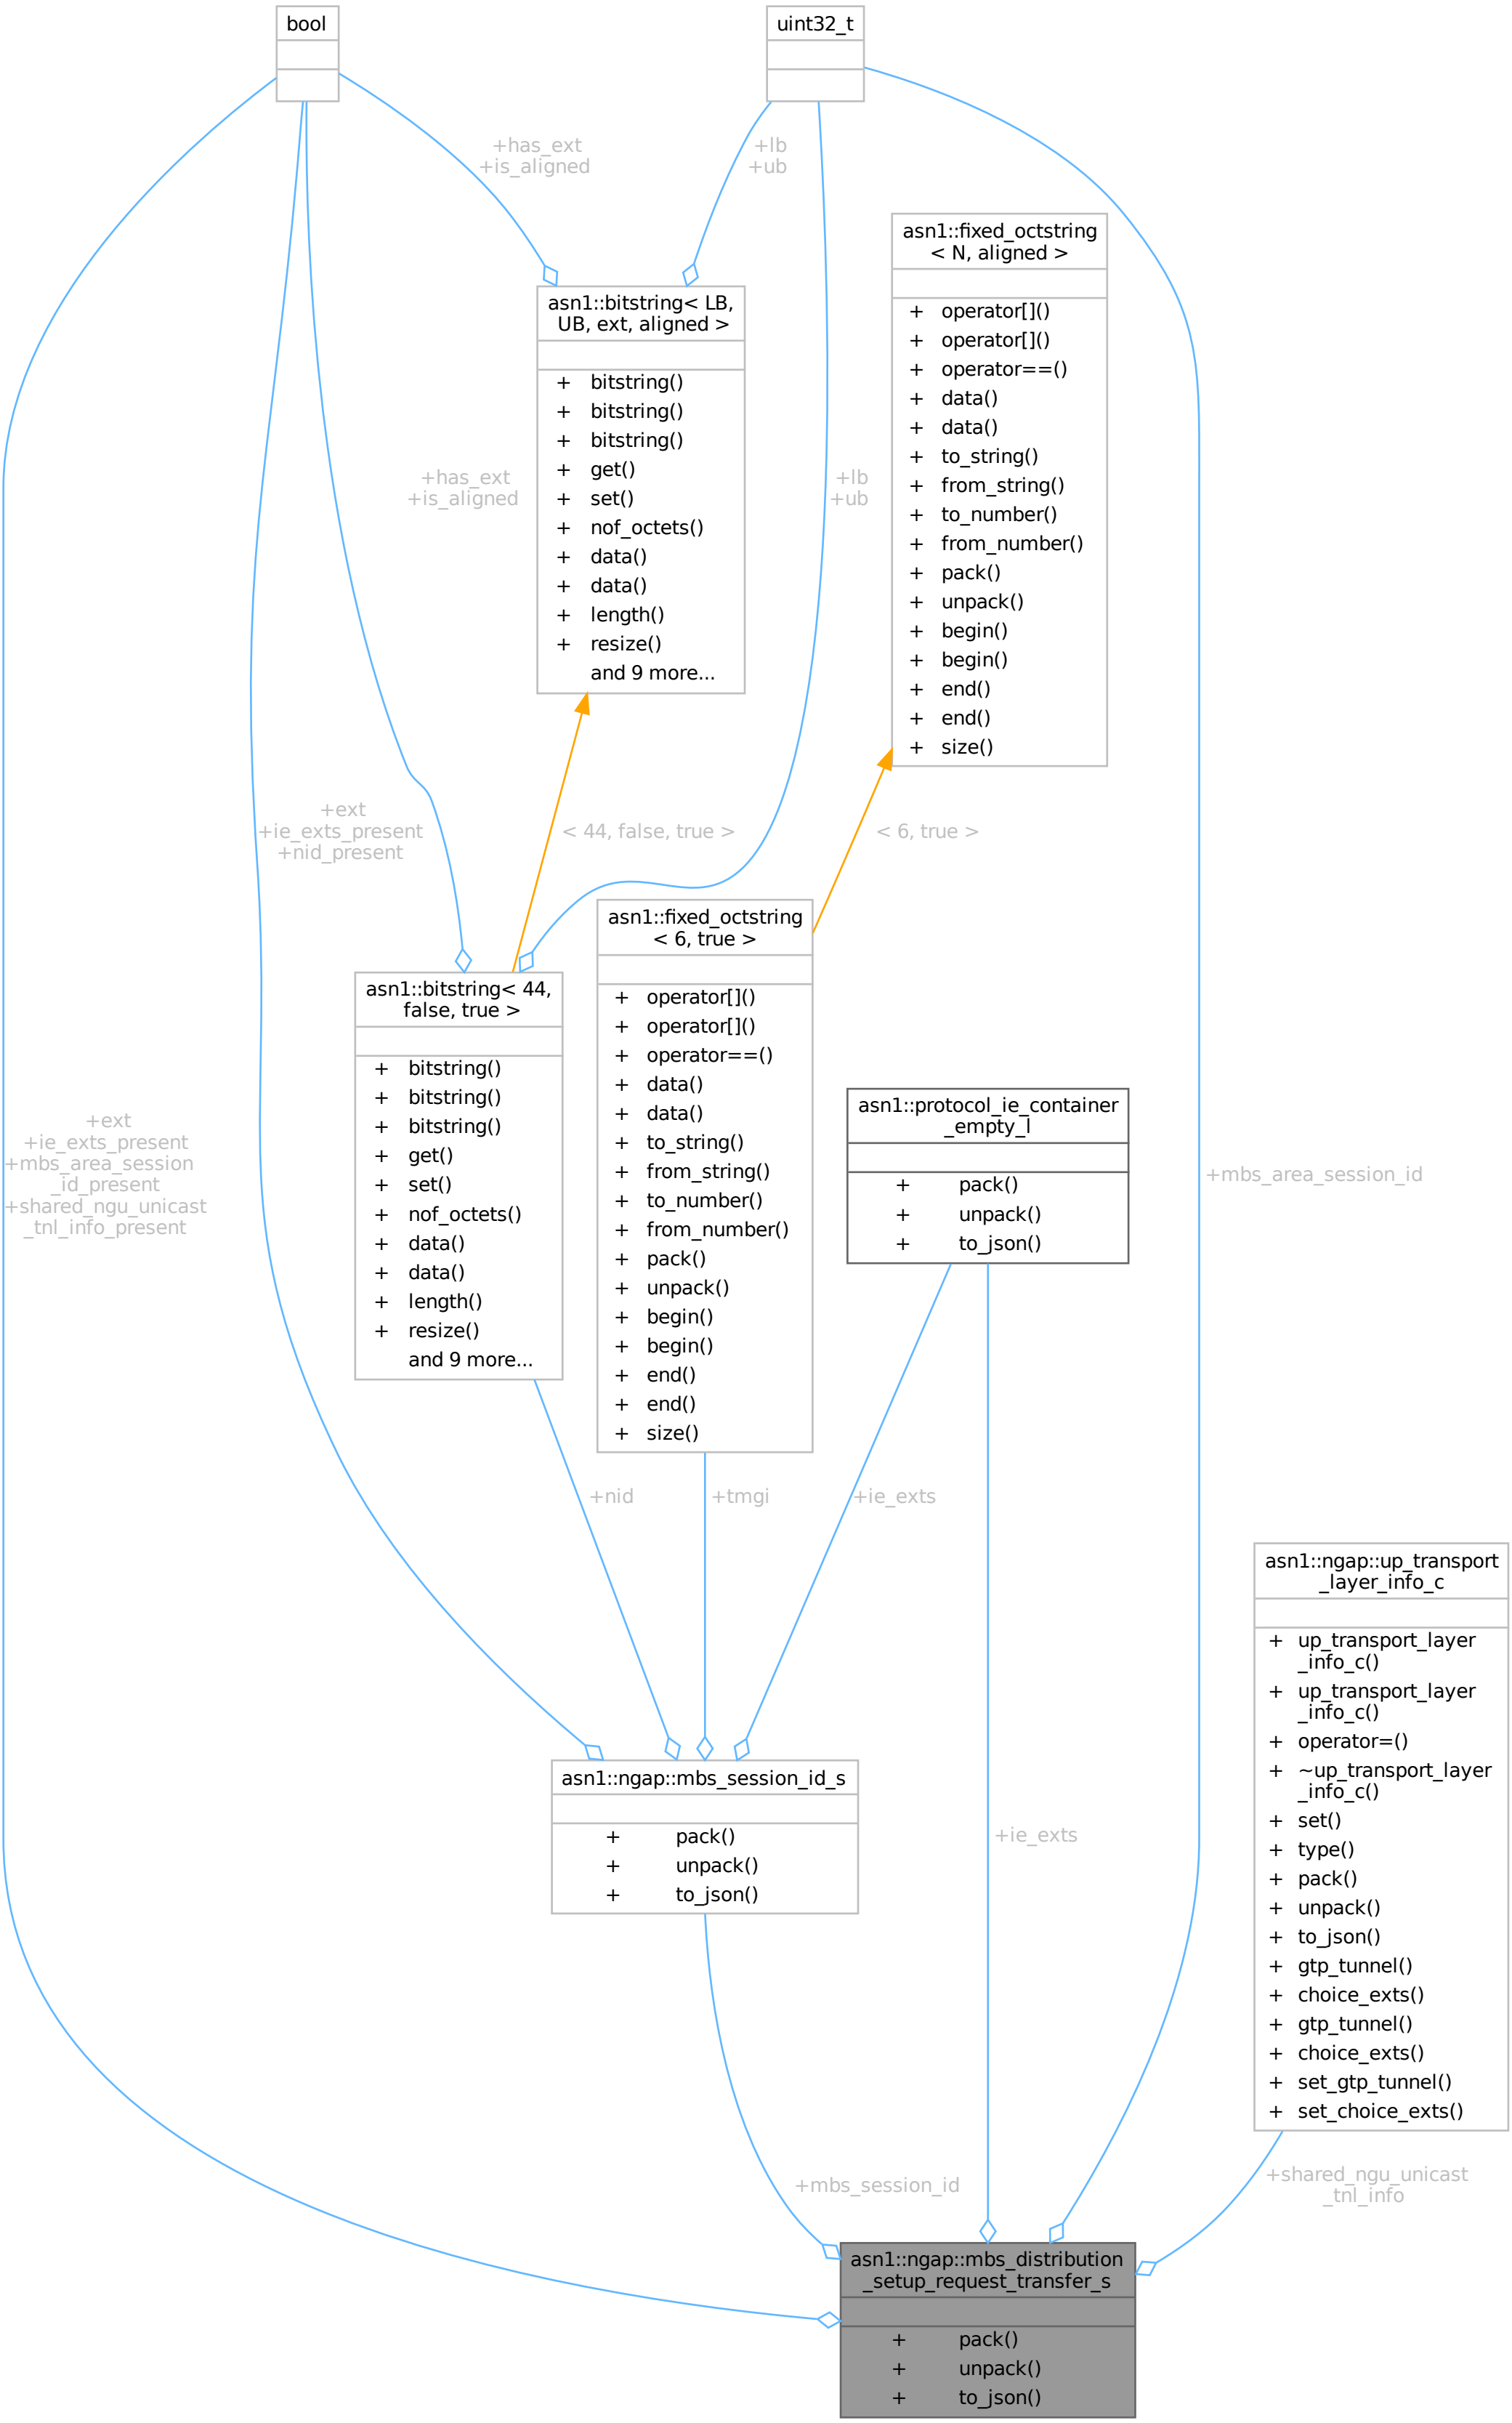 bool
uint32_t
+has_ext
+is_aligned
+lb
+ub
asn1::fixed_octstring
< N, aligned >
+ operator[]()
+ operator[]()
+ operator==()
+ data()
+ data()
+ to_string()
+ from_string()
+ to_number()
+ from_number()
+ pack()
+ unpack()
+ begin()
+ begin()
+ end()
+ end()
+ size()
asn1::bitstring< LB,
UB, ext, aligned >
+ bitstring()
+ bitstring()
+ bitstring()
+ get()
+ set()
+ nof_octets()
+ data()
+ data()
+ length()
+ resize()
and 9 more...
+has_ext
+is_aligned
+lb
+ub
+ext
+ie_exts_present
+nid_present
< 44, false, true >
< 6, true >
asn1::fixed_octstring
< 6, true >
+ operator[]()
+ operator[]()
+ operator==()
+ data()
+ data()
+ to_string()
+ from_string()
+ to_number()
+ from_number()
+ pack()
+ unpack()
+ begin()
+ begin()
+ end()
+ end()
+ size()
asn1::bitstring< 44,
false, true >
+ bitstring()
+ bitstring()
+ bitstring()
+ get()
+ set()
+ nof_octets()
+ data()
+ data()
+ length()
+ resize()
and 9 more...
asn1::protocol_ie_container
_empty_l
+ pack()
+ unpack()
+ to_json()
+ext
+ie_exts_present
+mbs_area_session
_id_present
+shared_ngu_unicast
_tnl_info_present
+mbs_area_session_id
+nid
+tmgi
+ie_exts
asn1::ngap::up_transport
_layer_info_c
+ up_transport_layer
_info_c()
+ up_transport_layer
_info_c()
+ operator=()
+ ~up_transport_layer
_info_c()
+ set()
+ type()
+ pack()
+ unpack()
+ to_json()
+ gtp_tunnel()
+ choice_exts()
+ gtp_tunnel()
+ choice_exts()
+ set_gtp_tunnel()
+ set_choice_exts()
asn1::ngap::mbs_session_id_s
+ pack()
+ unpack()
+ to_json()
+ie_exts
+mbs_session_id
+shared_ngu_unicast
_tnl_info
asn1::ngap::mbs_distribution
_setup_request_transfer_s
+ pack()
+ unpack()
+ to_json()